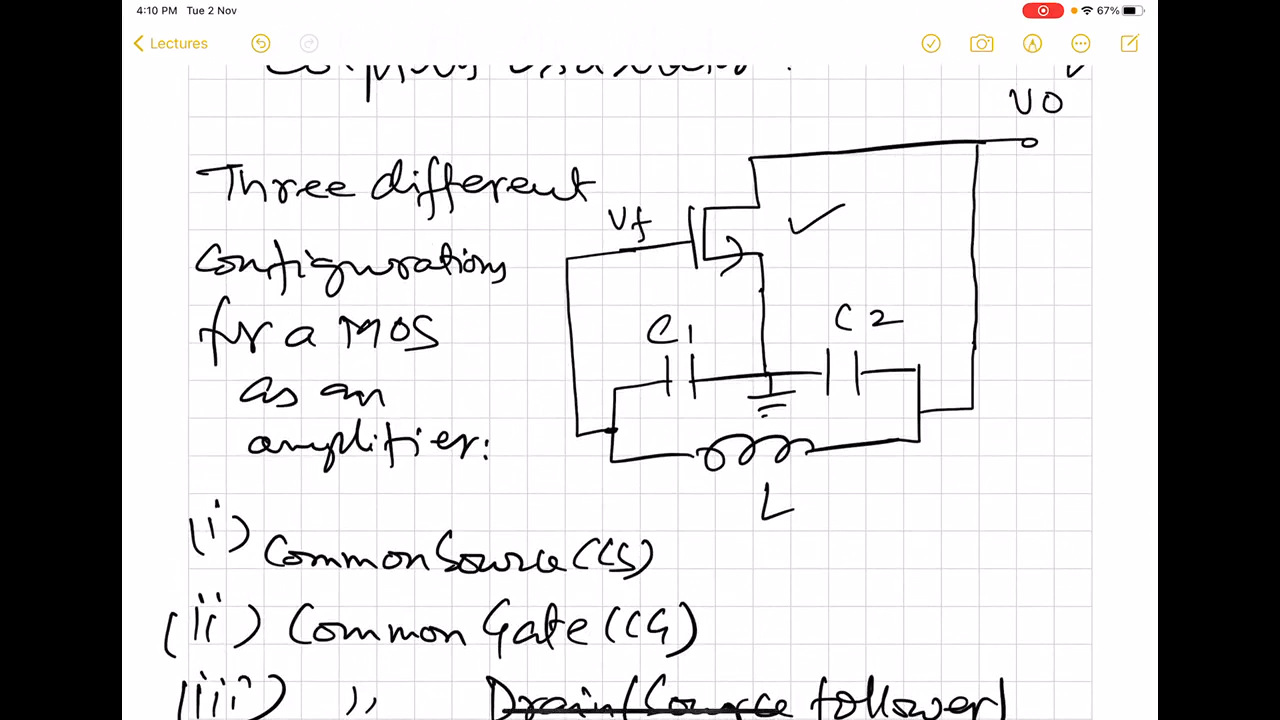 4:10 PM Tue 2 Nov
67%
Lectures
VO
Three different
configurations
for a MOS
as an
amplifier:
Vf
C1
C2
L
(i) Common Source (CS)
(ii) Common Gate (CG)
(iii) " Drain/(Source follower)